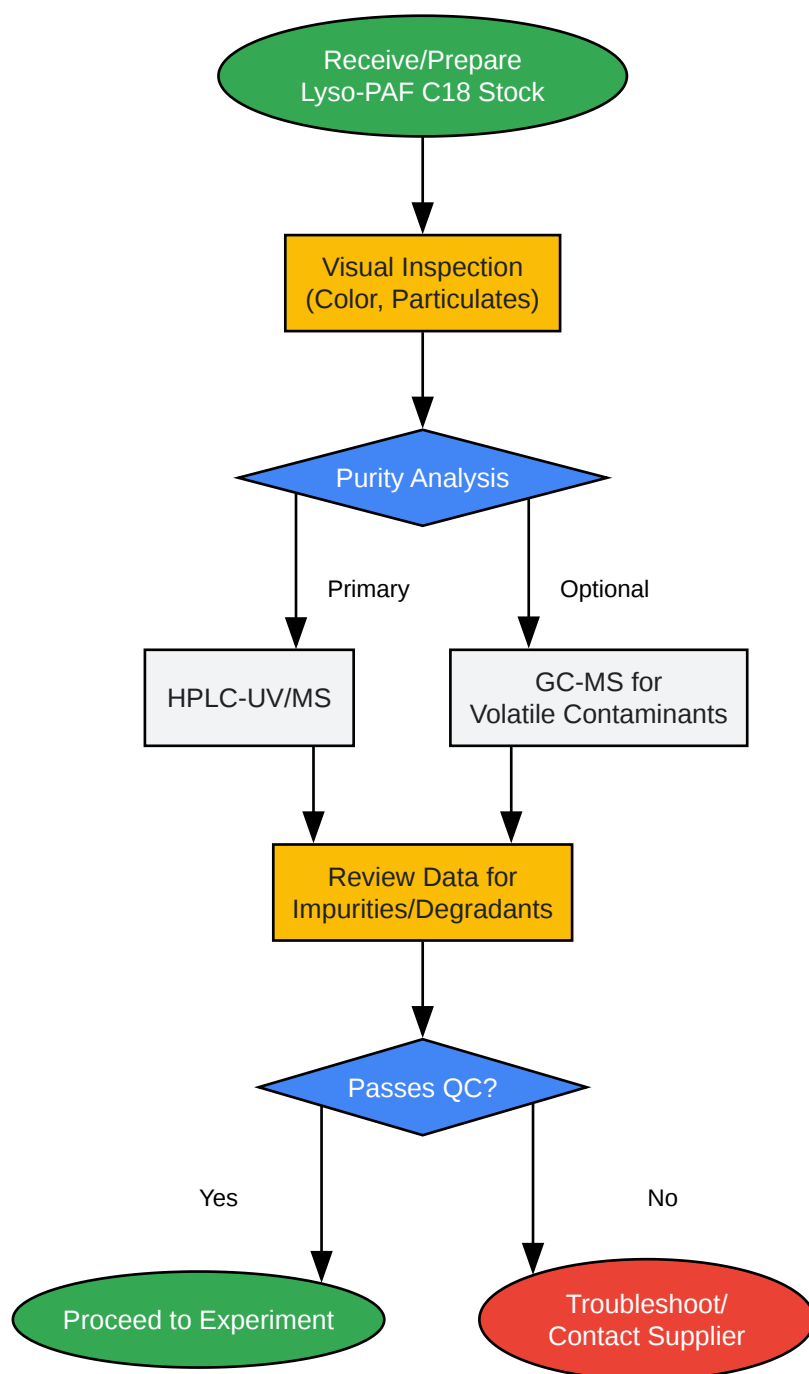 Receive/Prepare
Lyso-PAF C18 Stock
Visual Inspection
(Color, Particulates)
Purity Analysis
Primary
Optional
HPLC-UV/MS
GC-MS for
Volatile Contaminants
Review Data for
Impurities/Degradants
Passes QC?
Yes
No
Proceed to Experiment
Troubleshoot/
Contact Supplier